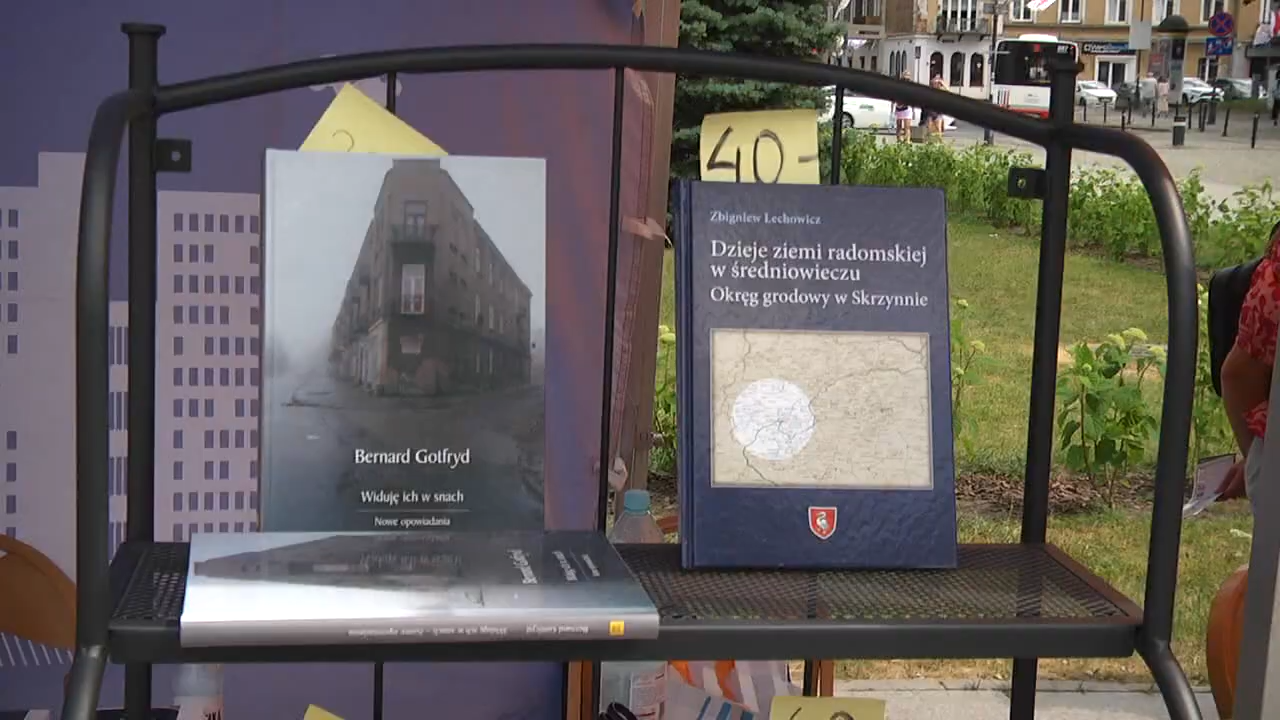 40-
Zbigniew Lechowicz
Dzieje ziemi radomskiej
w średniowieczu
Okręg grodowy w Skrzynnie
Bernard Gotfryd
Widuję ich w snach
Nowe opowiadania